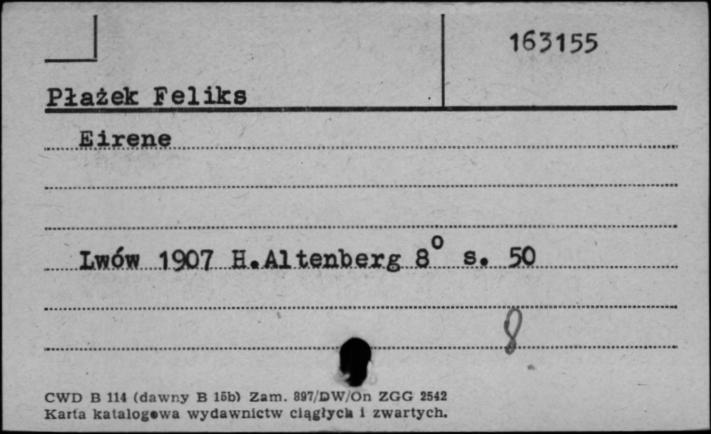 163155
Płażek Feliks
Eirene
Lwów 1907 H.Altenberg 8° s. 50
8
CWD B 114 (dawny B 15b) Zam. 897/DW/On ZGG 2542
Karta katalogowa wydawnictw ciągłych i zwartych.